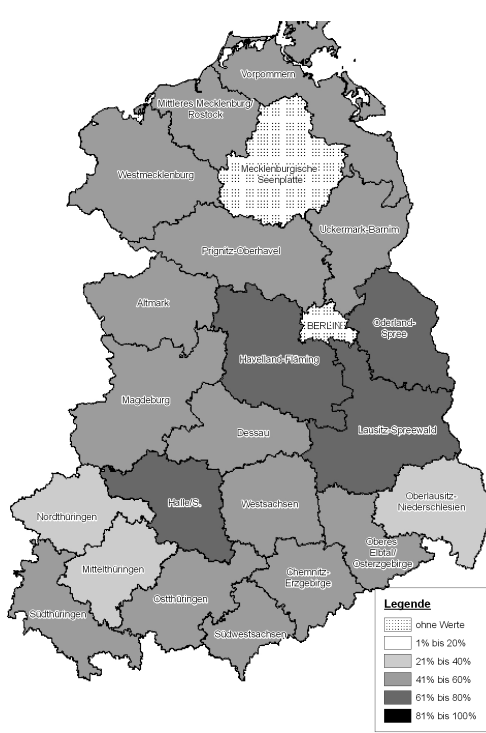 Vorpommern
Mittleres Mecklenburg/
Rostock
Mecklenburgische
Seenplatte
Westmecklenburg
Uckermark-Barnim
Prignitz-Oberhavel
Altmark
BERLIN
Oderland-
Spree
Havelland-Fläming
Magdeburg
Dessau
Lausitz-Spreewald
Halle/S.
Westsachsen
Oberlausitz-
Niederschlesien
Nordthüringen
Oberes
Elbtal/
Osterzgebirge
Mittelthüringen
Chemnitz-
Erzgebirge
Ostthüringen
Südthüringen
Südwestsachsen
Legende
ohne Werte
1% bis 20%
21% bis 40%
41% bis 60%
61% bis 80%
81% bis 100%